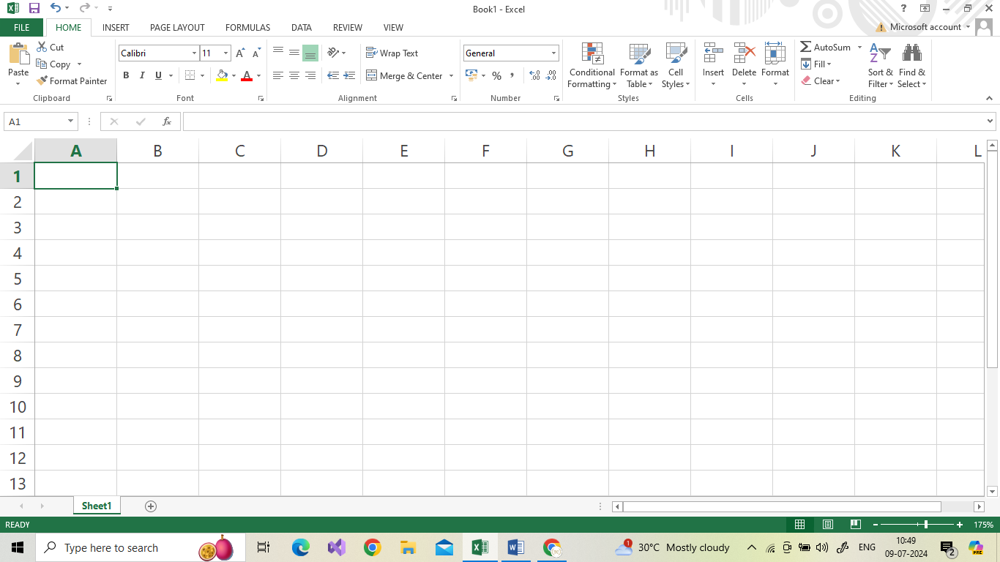 Book1 - Excel
?
FILE HOME INSERT PAGE LAYOUT FORMULAS DATA REVIEW VIEW Microsoft account
Paste
Cut
Copy
Format Painter
Clipboard
Calibri 11
B I U
Font
Wrap Text
Merge & Center
Alignment
General
%
Number
Conditional Formatting
Format as Table
Cell Styles
Styles
Insert
Delete
Format
Cells
AutoSum
Fill
Clear
Sort & Filter
Find & Select
Editing
A1 fx
A B C D E F G H I J K L
1
2
3
4
5
6
7
8
9
10
11
12
13
Sheet1
READY 175%
Type here to search
30°C Mostly cloudy
ENG
10:49
09-07-2024
2
PRE